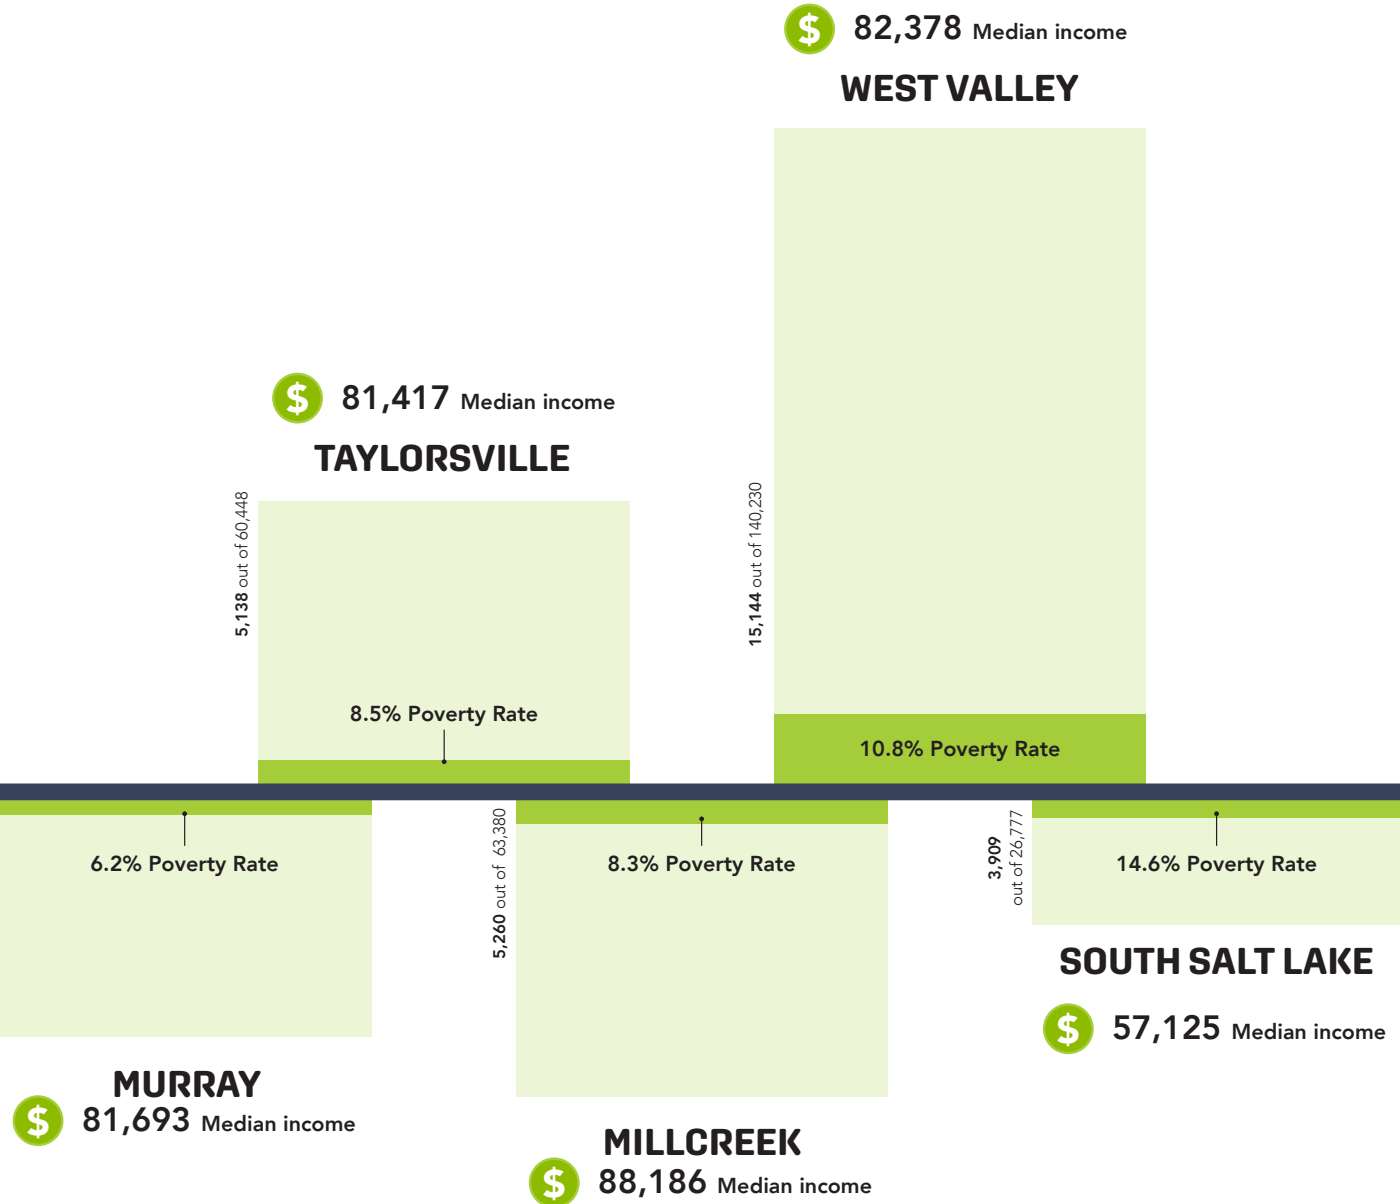 $ 82,378 Median income
WEST VALLEY
$ 81,417 Median income
TAYLORSVILLE
5,138 out of 60,448
15,144 out of 140,230
8.5% Poverty Rate
10.8% Poverty Rate
6.2% Poverty Rate
5,260 out of 63,380
8.3% Poverty Rate
3,909
out of 26,777
14.6% Poverty Rate
SOUTH SALT LAKE
$ 57,125 Median income
MURRAY
$ 81,693 Median income
MILLCREEK
$ 88,186 Median income